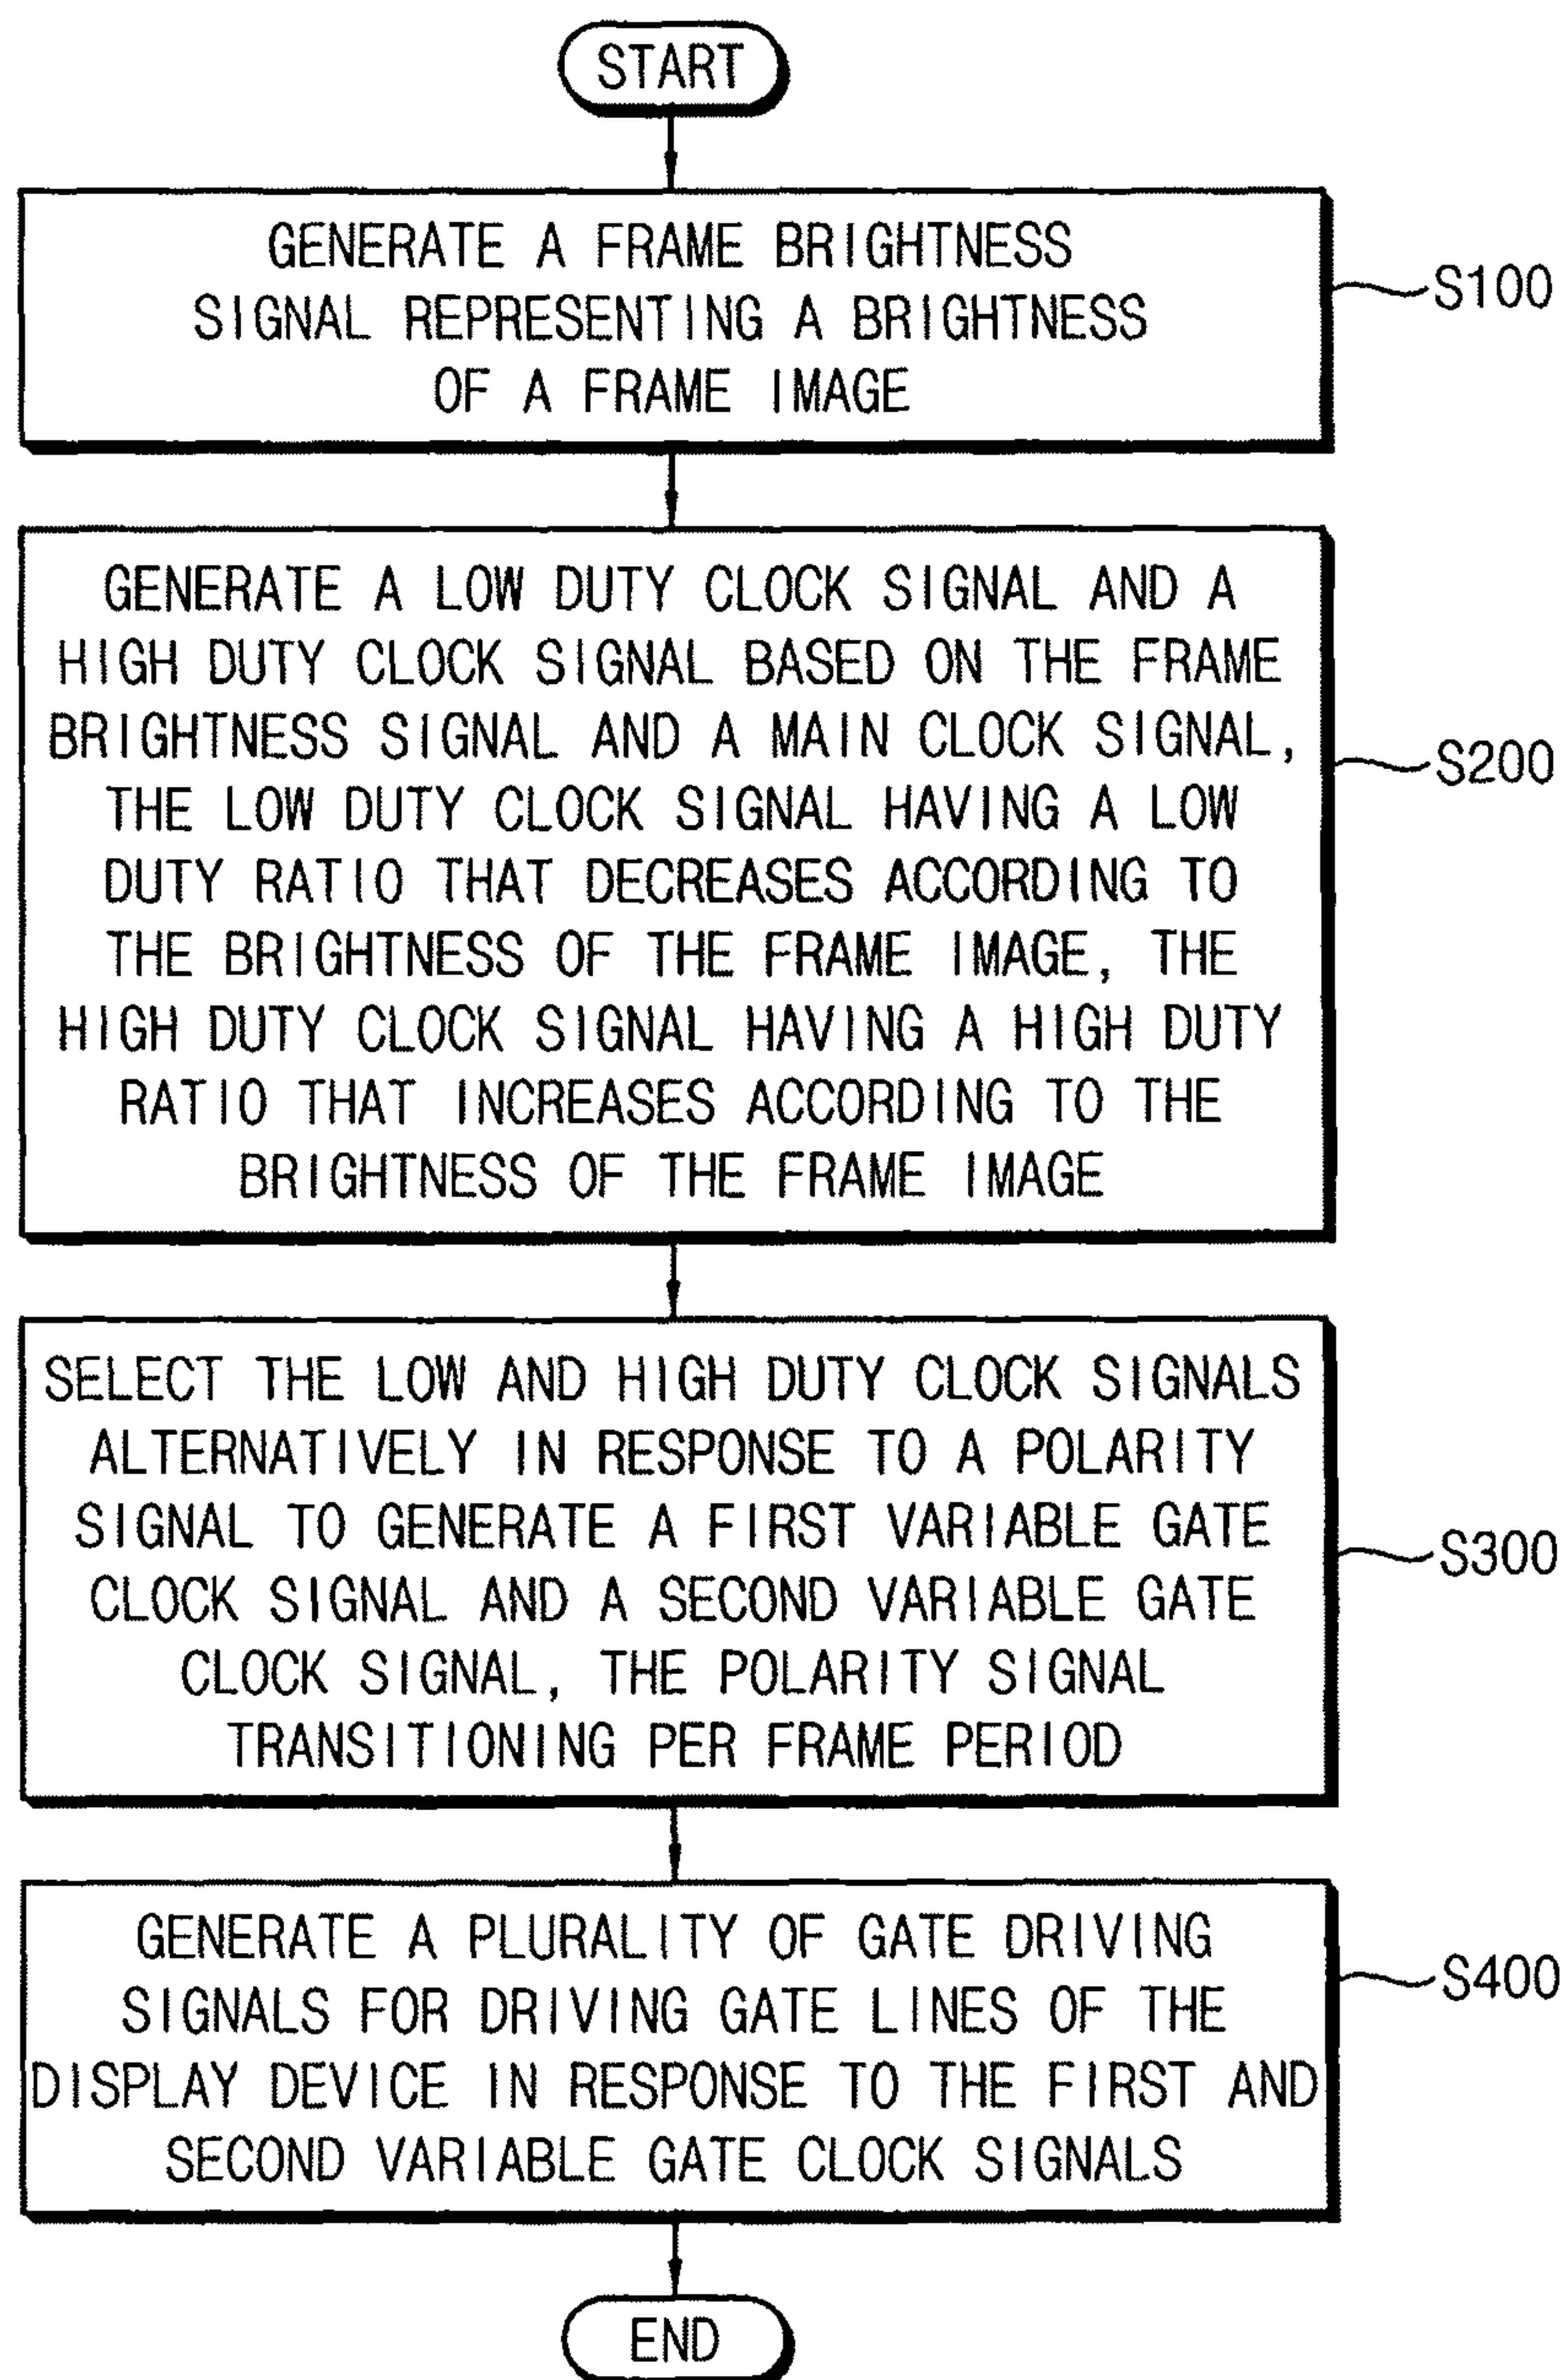 START
GENERATE A FRAME BRIGHTNESS
SIGNAL REPRESENTING A BRIGHTNESS
OF A FRAME IMAGE
S100
GENERATE A LOW DUTY CLOCK SIGNAL AND A
HIGH DUTY CLOCK SIGNAL BASED ON THE FRAME
BRIGHTNESS SIGNAL AND A MAIN CLOCK SIGNAL,
THE LOW DUTY CLOCK SIGNAL HAVING A LOW
DUTY RATIO THAT DECREASES ACCORDING TO
THE BRIGHTNESS OF THE FRAME IMAGE, THE
HIGH DUTY CLOCK SIGNAL HAVING A HIGH DUTY
RATIO THAT INCREASES ACCORDING TO THE
BRIGHTNESS OF THE FRAME IMAGE
S200
SELECT THE LOW AND HIGH DUTY CLOCK SIGNALS
ALTERNATIVELY IN RESPONSE TO A POLARITY
SIGNAL TO GENERATE A FIRST VARIABLE GATE
CLOCK SIGNAL AND A SECOND VARIABLE GATE
CLOCK SIGNAL, THE POLARITY SIGNAL
TRANSITIONING PER FRAME PERIOD
S300
GENERATE A PLURALITY OF GATE DRIVING
SIGNALS FOR DRIVING GATE LINES OF THE
DISPLAY DEVICE IN RESPONSE TO THE FIRST AND
SECOND VARIABLE GATE CLOCK SIGNALS
S400
END